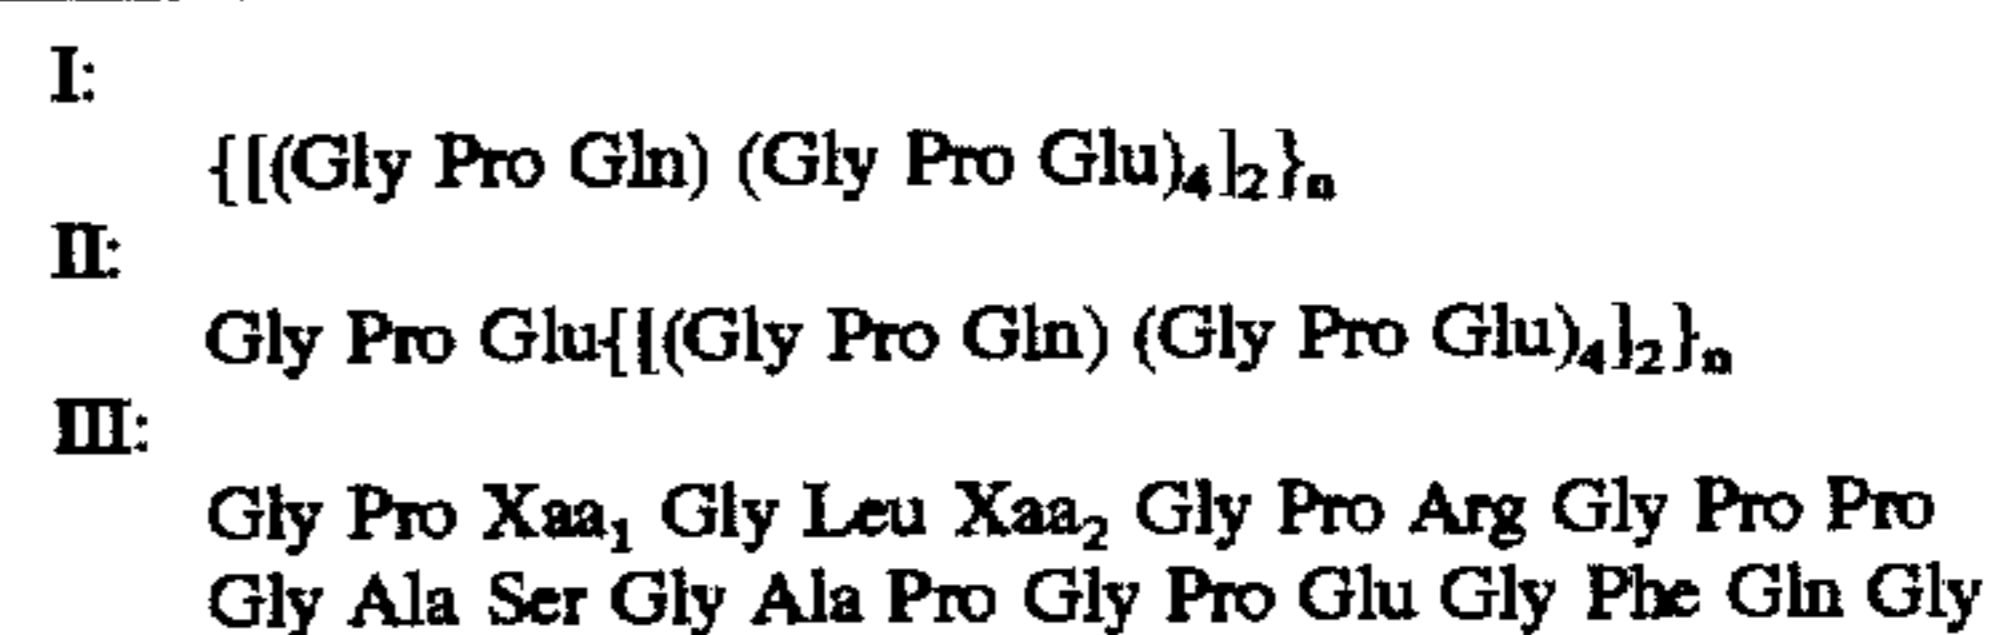 I:
{[(Gly Pro Gln) (Gly Pro Glu)₄]₂}ₙ
II:
Gly Pro Glu{[(Gly Pro Gln) (Gly Pro Glu)₄]₂}ₙ
III:
Gly Pro Xaa₁ Gly Leu Xaa₂ Gly Pro Arg Gly Pro Pro
Gly Ala Ser Gly Ala Pro Gly Pro Glu Gly Phe Gln Gly